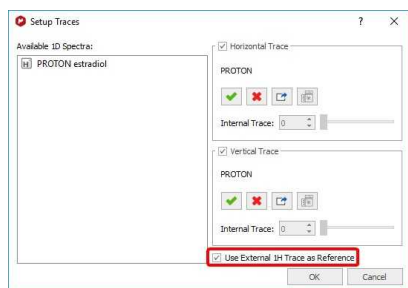 Setup Traces ? ×
Available 1D Spectra:
H PROTON estradiol
Horizontal Trace
PROTON
Internal Trace: 0
Vertical Trace
PROTON
Internal Trace: 0
Use External 1H Trace as Reference
OK Cancel